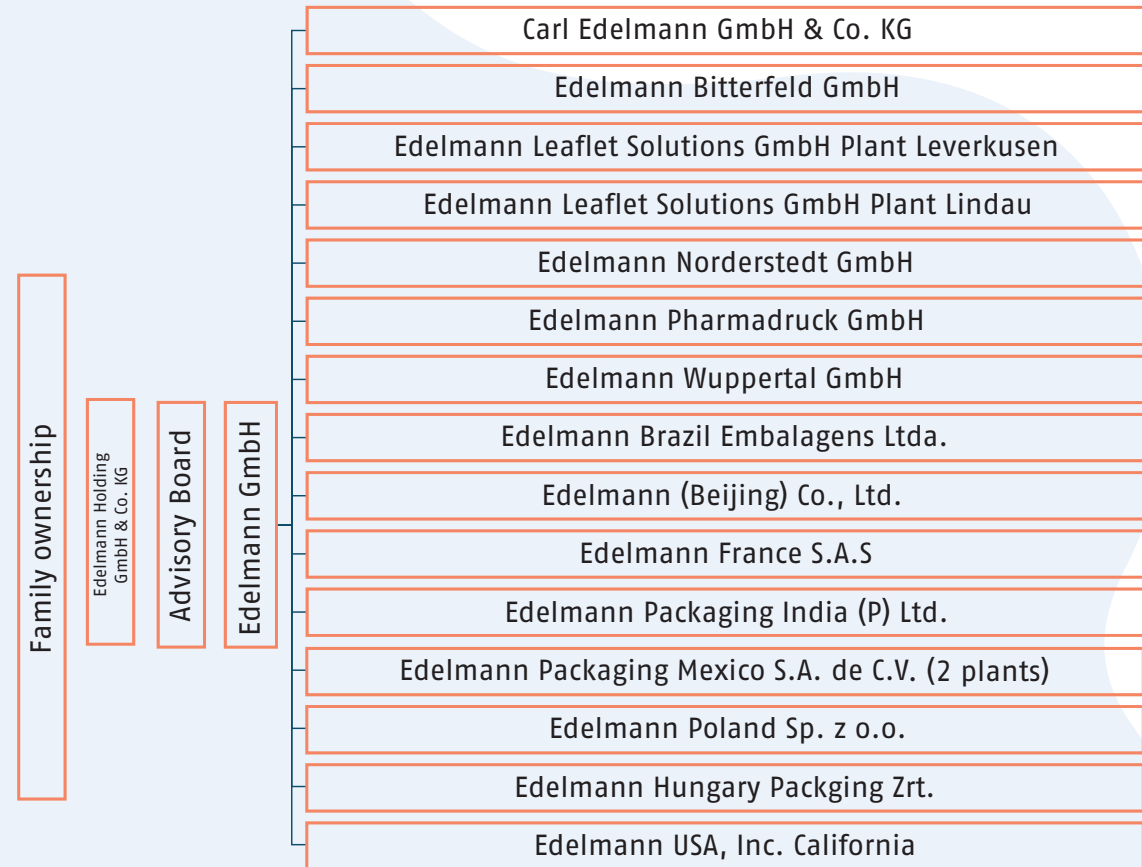 Family ownership
Edelmann Holding
GmbH & Co. KG
Advisory Board
Edelmann GmbH
Carl Edelmann GmbH & Co. KG
Edelmann Bitterfeld GmbH
Edelmann Leaflet Solutions GmbH Plant Leverkusen
Edelmann Leaflet Solutions GmbH Plant Lindau
Edelmann Norderstedt GmbH
Edelmann Pharmadruck GmbH
Edelmann Wuppertal GmbH
Edelmann Brazil Embalagens Ltda.
Edelmann (Beijing) Co., Ltd.
Edelmann France S.A.S
Edelmann Packaging India (P) Ltd.
Edelmann Packaging Mexico S.A. de C.V. (2 plants)
Edelmann Poland Sp. z o.o.
Edelmann Hungary Packging Zrt.
Edelmann USA, Inc. California